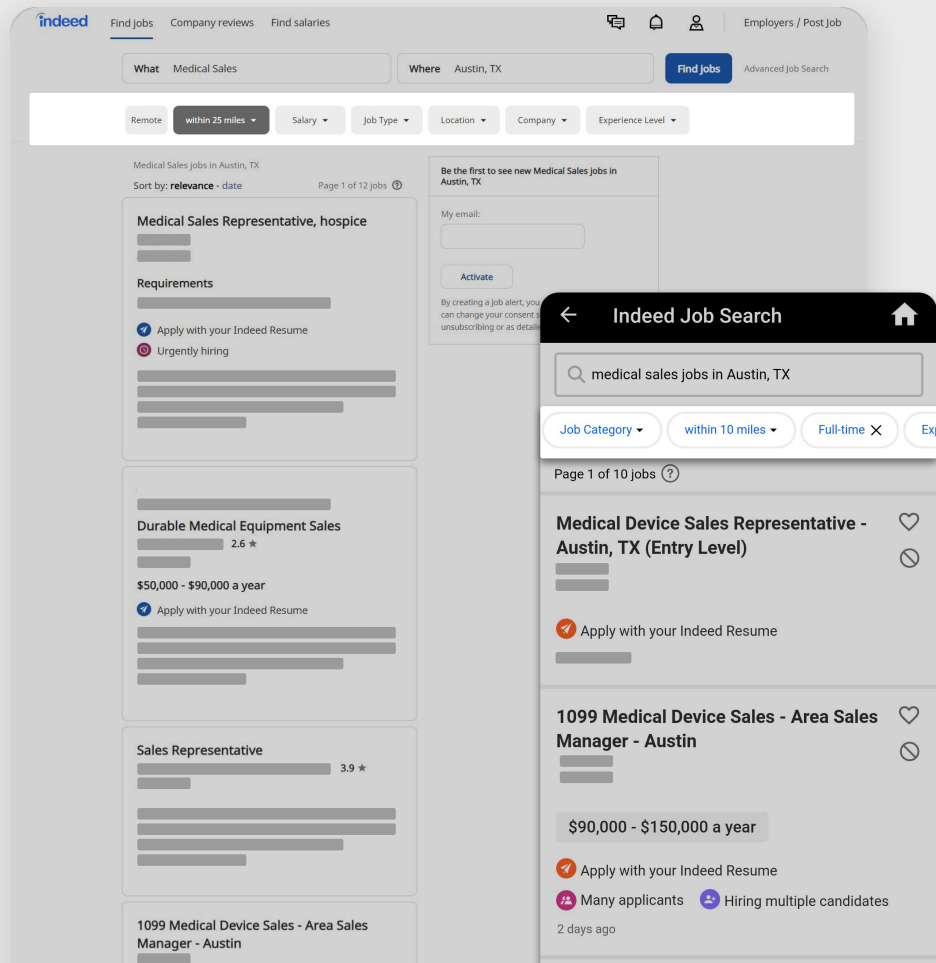 indeed
Find jobs
Company reviews
Find salaries
Employers / Post Job
What Medical Sales
Where Austin, TX
Find jobs
Advanced Job Search
Remote
within 25 miles
Salary
Job Type
Location
Company
Experience Level
Medical Sales jobs in Austin, TX
Sort by: relevance - date
Page 1 of 12 jobs ?
Medical Sales Representative, hospice
Requirements
Apply with your Indeed Resume
Urgently hiring
Durable Medical Equipment Sales
2.6 ★
$50,000 - $90,000 a year
Apply with your Indeed Resume
Sales Representative
3.9 ★
1099 Medical Device Sales - Area Sales
Manager - Austin
Be the first to see new Medical Sales jobs in
Austin, TX
My email:
Activate
By creating a job alert, you
can change your consent s
unsubscribing or as detaile
Indeed Job Search
medical sales jobs in Austin, TX
Job Category
within 10 miles
Full-time X
Exp
Page 1 of 10 jobs ?
Medical Device Sales Representative -
Austin, TX (Entry Level)
Apply with your Indeed Resume
1099 Medical Device Sales - Area Sales
Manager - Austin
$90,000 - $150,000 a year
Apply with your Indeed Resume
Many applicants
Hiring multiple candidates
2 days ago